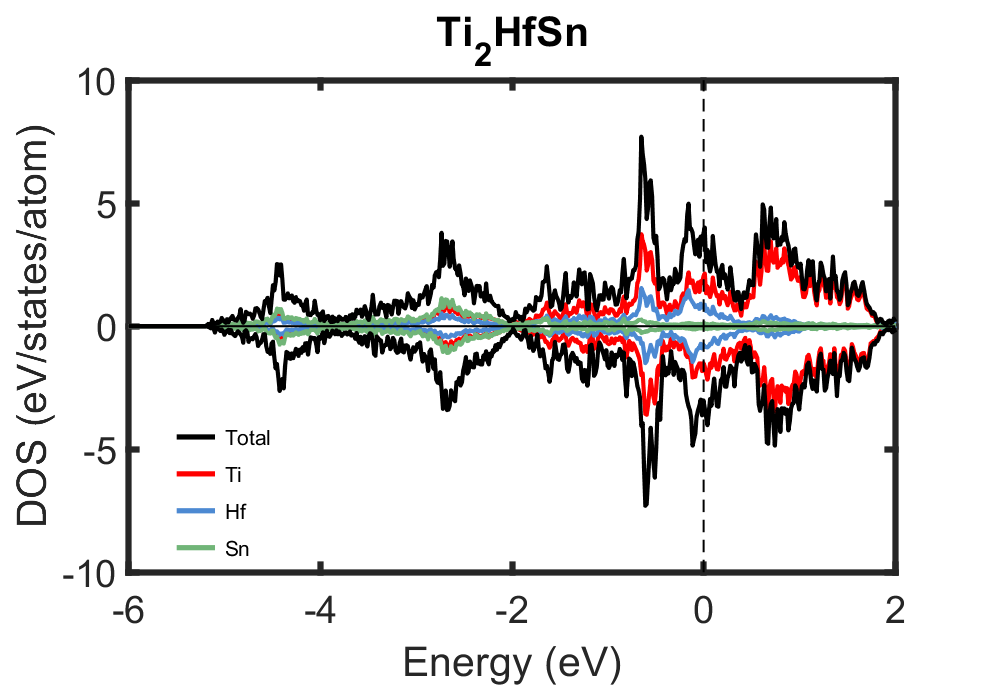 Ti2HfSn
10
5
0
-5
-10
DOS (eV/states/atom)
Total
Ti
Hf
Sn
-6 -4 -2 0 2
Energy (eV)